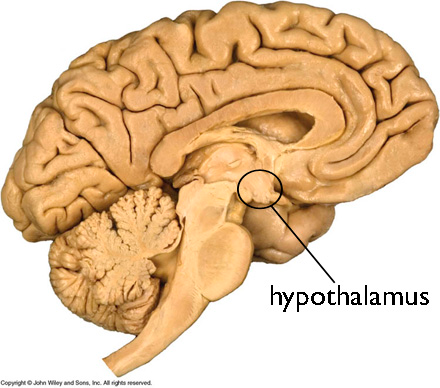 hypothalamus
Copyright © John Wiley and Sons, Inc. All rights reserved.